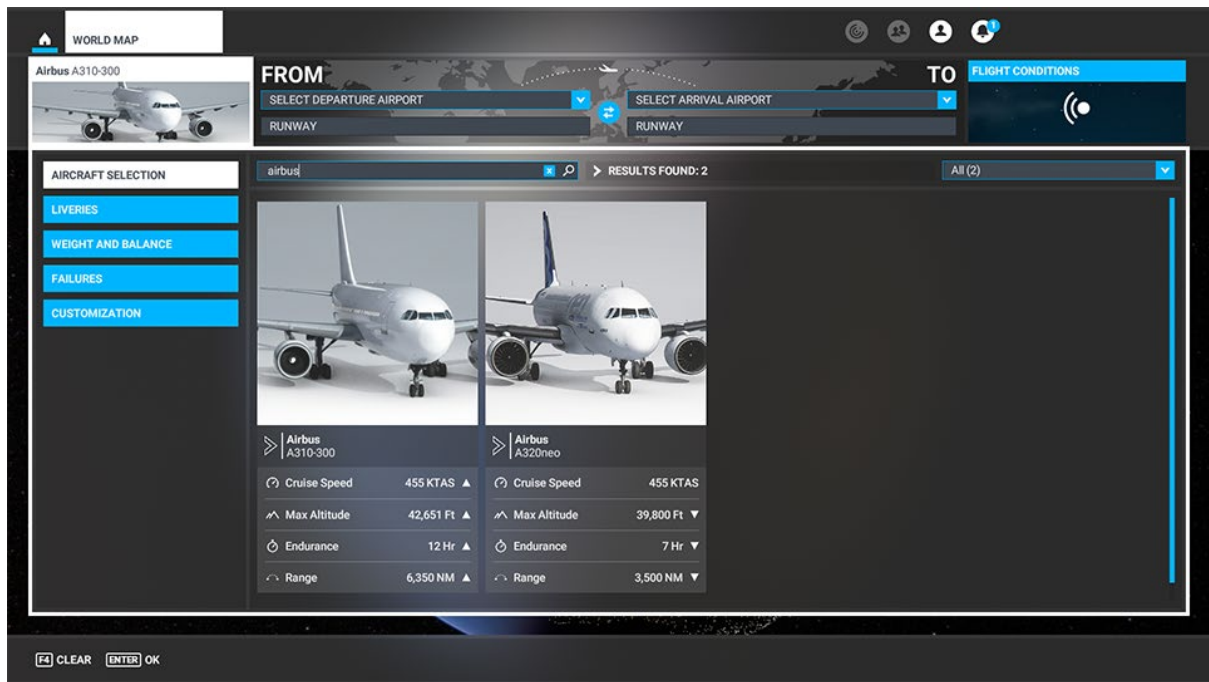 WORLD MAP
1
Airbus A310-300
FROM
TO
SELECT DEPARTURE AIRPORT
SELECT ARRIVAL AIRPORT
RUNWAY
RUNWAY
FLIGHT CONDITIONS
AIRCRAFT SELECTION
LIVERIES
WEIGHT AND BALANCE
FAILURES
CUSTOMIZATION
airbus
x
RESULTS FOUND: 2
All (2)
Airbus
A310-300
Cruise Speed 455 KTAS ▲
Max Altitude 42,651 Ft ▲
Endurance 12 Hr ▲
Range 6,350 NM ▲
Airbus
A320neo
Cruise Speed 455 KTAS
Max Altitude 39,800 Ft ▼
Endurance 7 Hr ▼
Range 3,500 NM ▼
F4 CLEAR ENTER OK